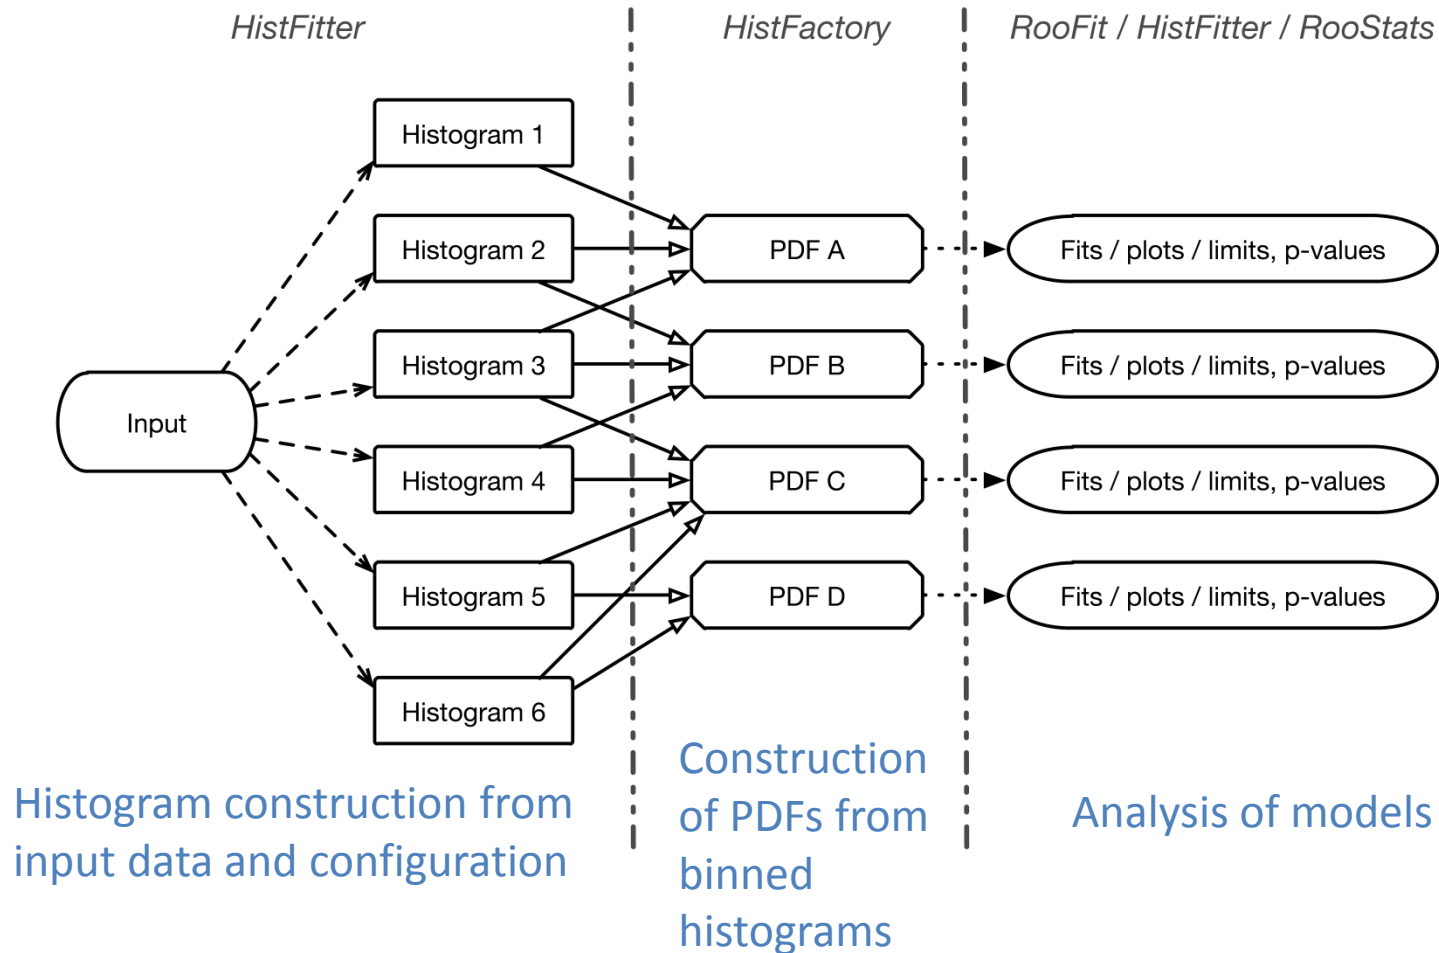 HistFitter
HistFactory
RooFit / HistFitter / RooStats
Histogram 1
Histogram 2
PDF A
Fits / plots / limits, p-values
Histogram 3
PDF B
Fits / plots / limits, p-values
Input
Histogram 4
PDF C
Fits / plots / limits, p-values
Histogram 5
PDF D
Fits / plots / limits, p-values
Histogram 6
Histogram construction from
input data and configuration
Construction
of PDFs from
binned
histograms
Analysis of models